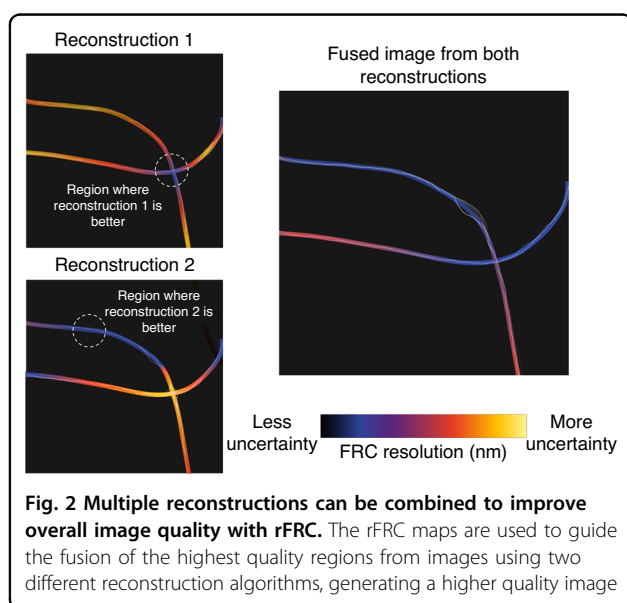 Reconstruction 1
Region where
reconstruction 1 is
better
Reconstruction 2
Region where
reconstruction 2 is
better
Fused image from both
reconstructions
Less
uncertainty
FRC resolution (nm)
More
uncertainty
Fig. 2 Multiple reconstructions can be combined to improve
overall image quality with rFRC. The rFRC maps are used to guide
the fusion of the highest quality regions from images using two
different reconstruction algorithms, generating a higher quality image